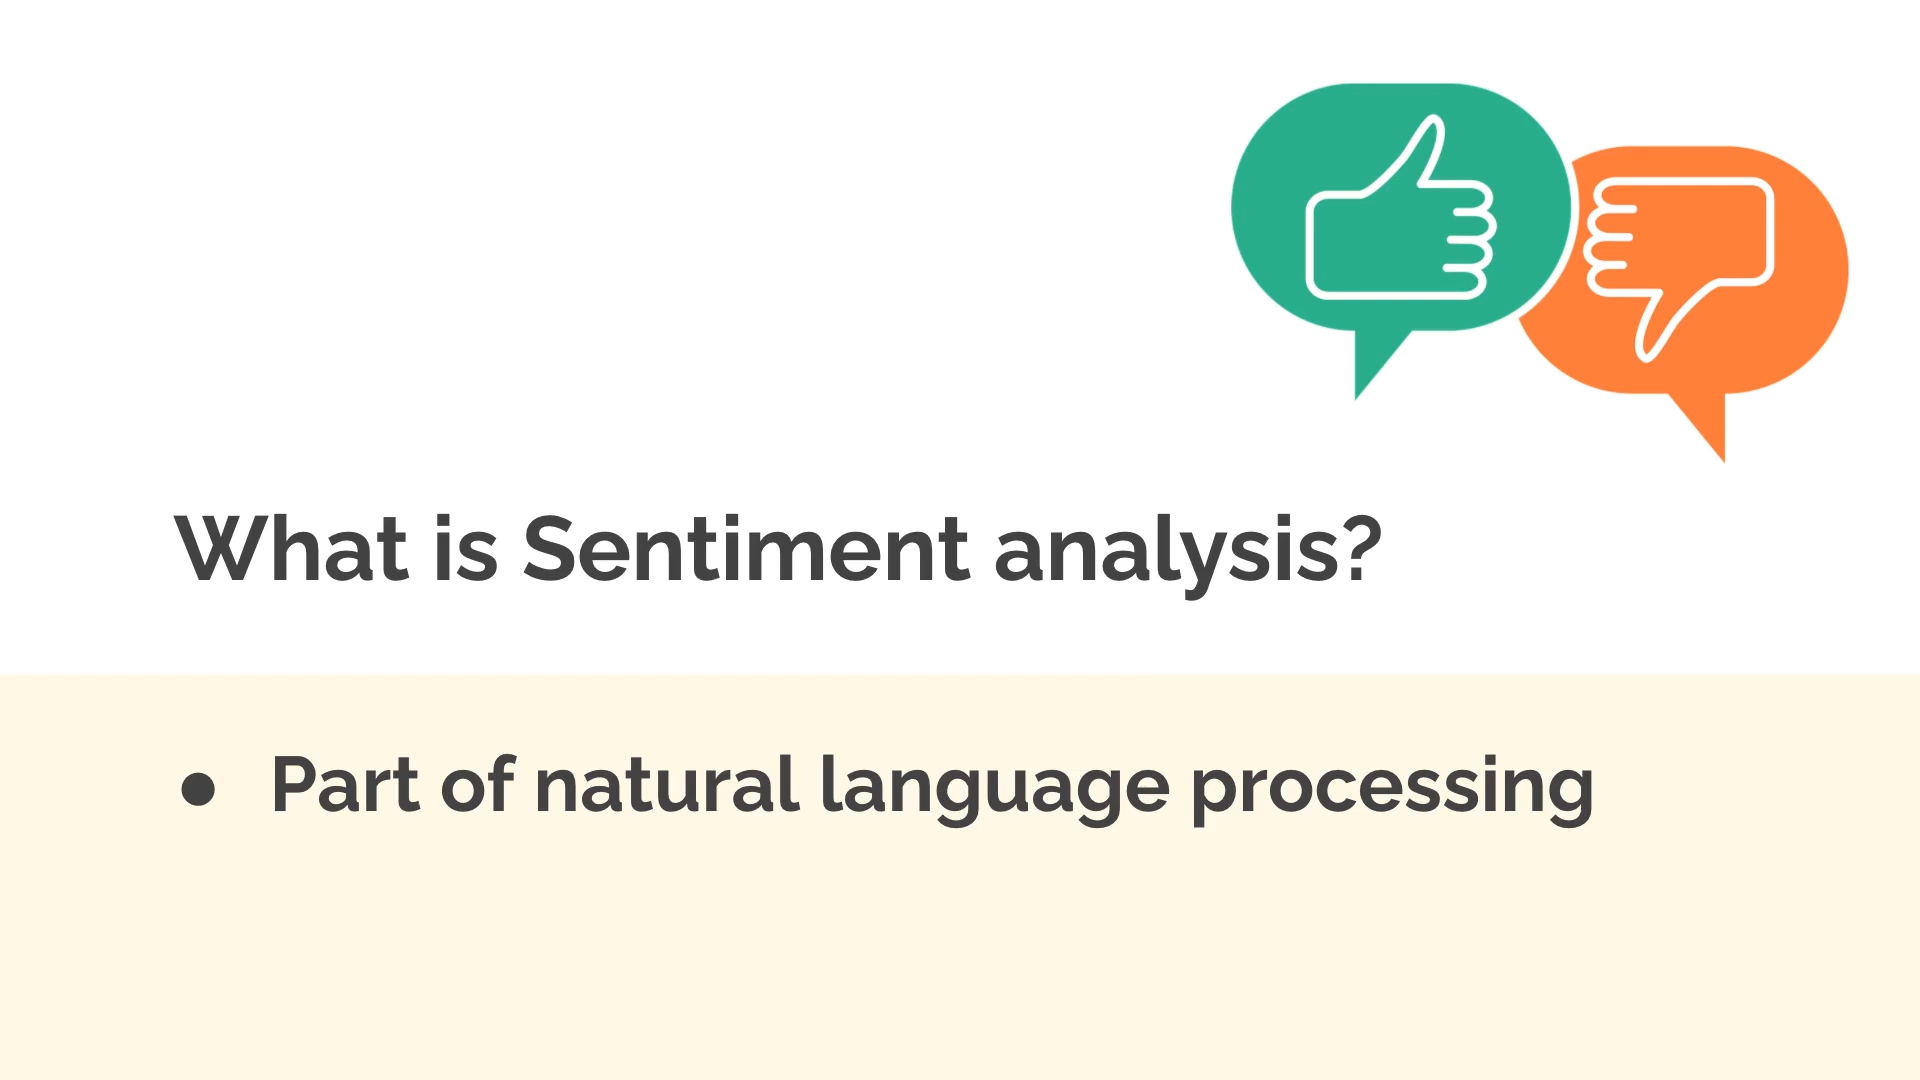 What is Sentiment analysis?
● Part of natural language processing